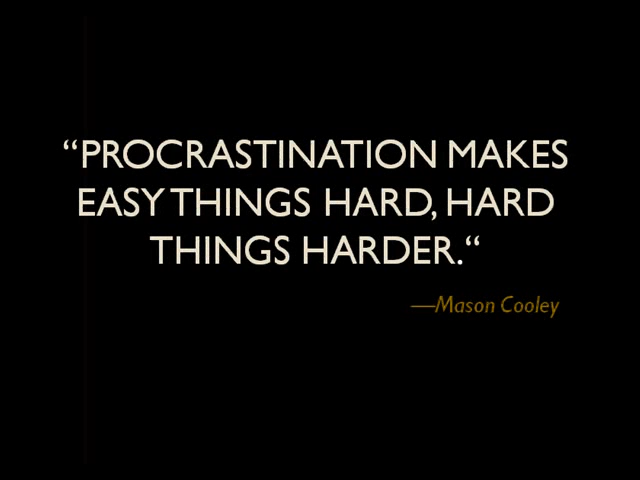 “PROCRASTINATION MAKES
EASY THINGS HARD, HARD
THINGS HARDER.“
—Mason Cooley